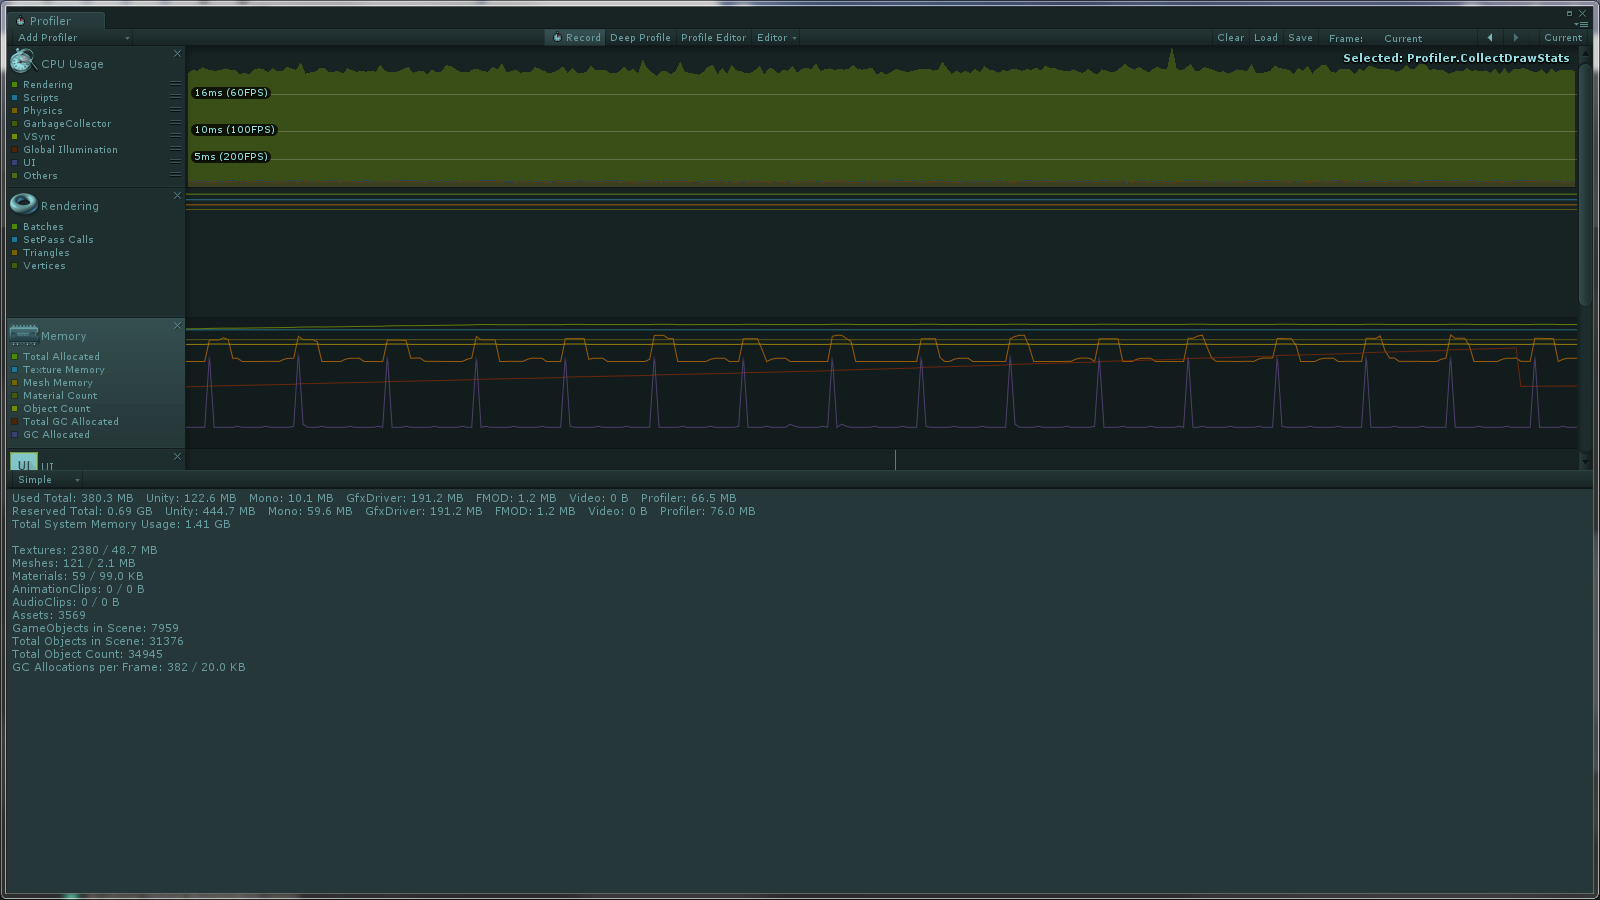 Profiler
Add Profiler Record Deep Profile Profile Editor Editor Clear Load Save Frame: Current Current
CPU Usage
Selected: Profiler.CollectDrawStats
Rendering
Scripts
Physics
GarbageCollector
VSync
Global Illumination
UI
Others
16ms (60FPS)
10ms (100FPS)
5ms (200FPS)
Rendering
Batches
SetPass Calls
Triangles
Vertices
Memory
Total Allocated
Texture Memory
Mesh Memory
Material Count
Object Count
Total GC Allocated
GC Allocated
UI UI
Simple
Used Total: 380.3 MB Unity: 122.6 MB Mono: 10.1 MB GfxDriver: 191.2 MB FMOD: 1.2 MB Video: 0 B Profiler: 66.5 MB
Reserved Total: 0.69 GB Unity: 444.7 MB Mono: 59.6 MB GfxDriver: 191.2 MB FMOD: 1.2 MB Video: 0 B Profiler: 76.0 MB
Total System Memory Usage: 1.41 GB
Textures: 2380 / 48.7 MB
Meshes: 121 / 2.1 MB
Materials: 59 / 99.0 KB
AnimationClips: 0 / 0 B
AudioClips: 0 / 0 B
Assets: 3569
GameObjects in Scene: 7959
Total Objects in Scene: 31376
Total Object Count: 34945
GC Allocations per Frame: 382 / 20.0 KB